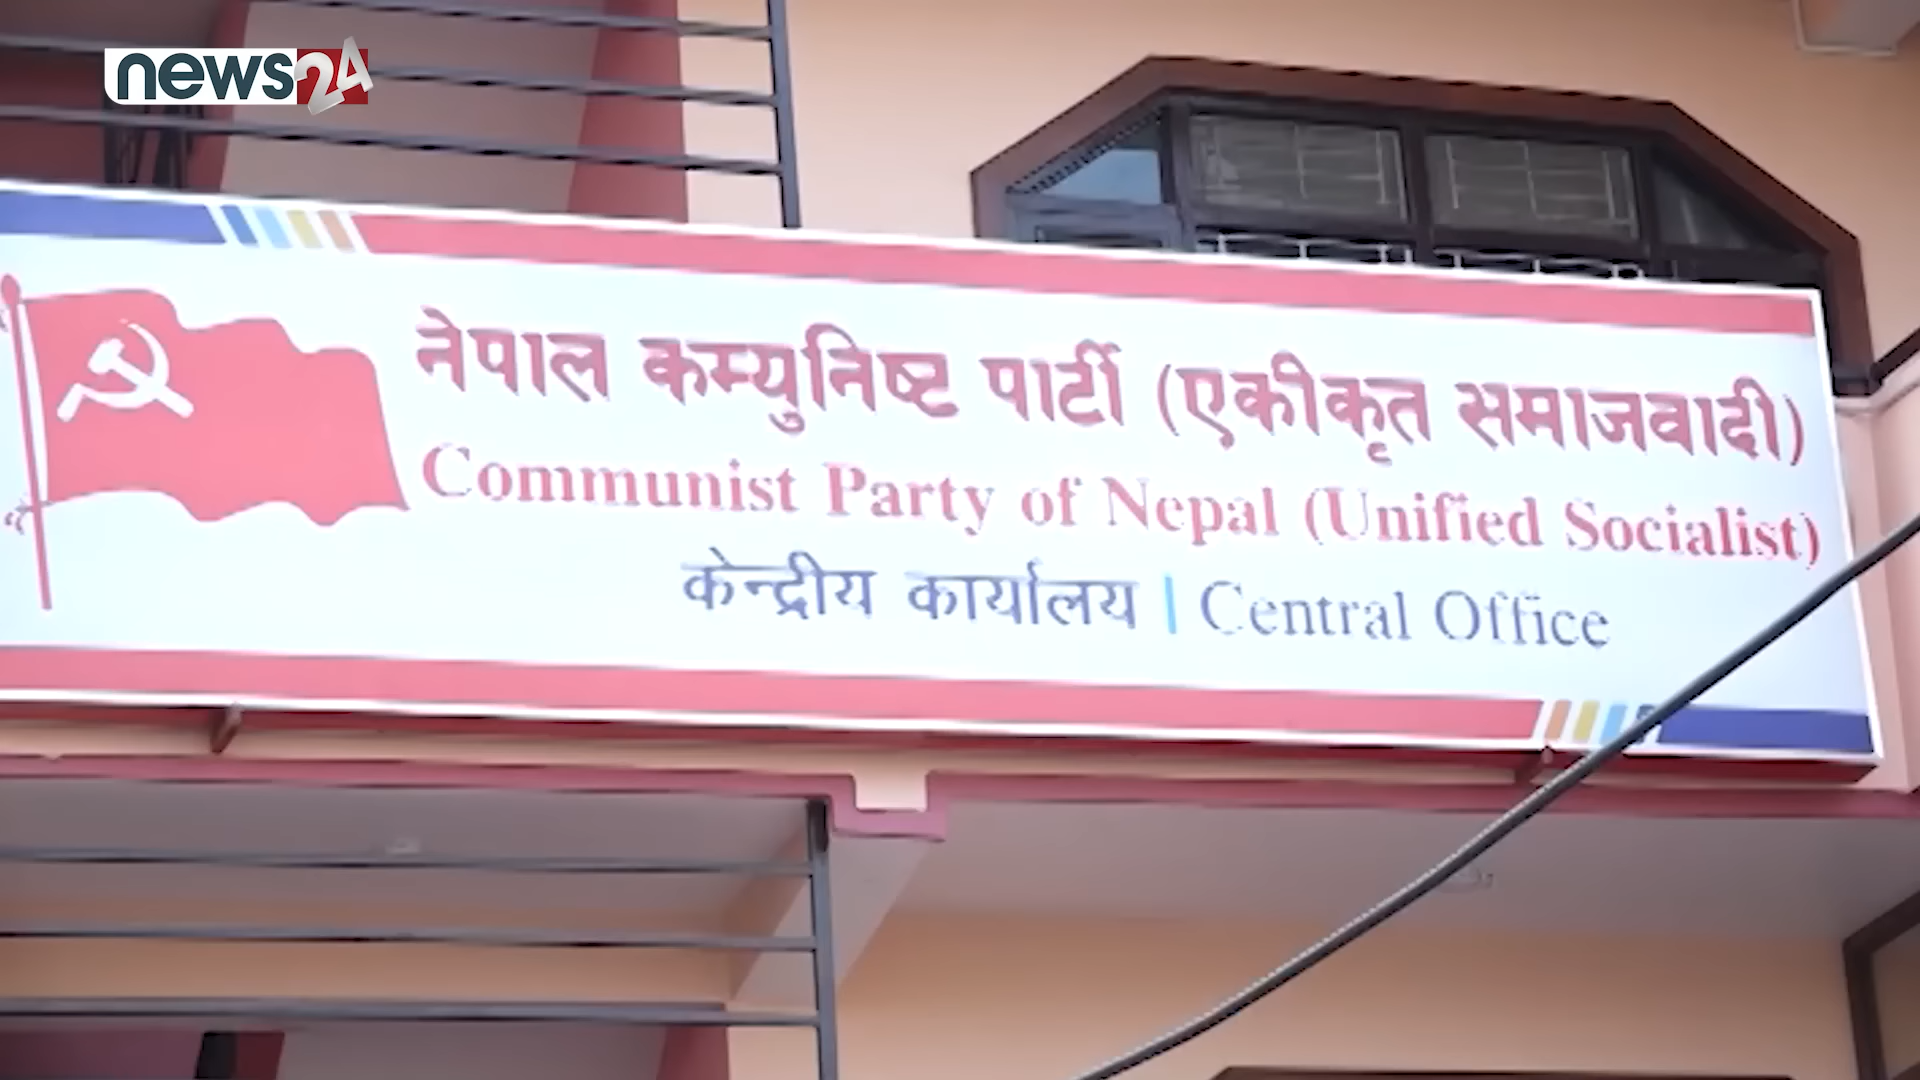 news24
नेपाल कम्युनिष्ट पार्टी (एकीकृत समाजवादी)
Communist Party of Nepal (Unified Socialist)
केन्द्रीय कार्यालय | Central Office